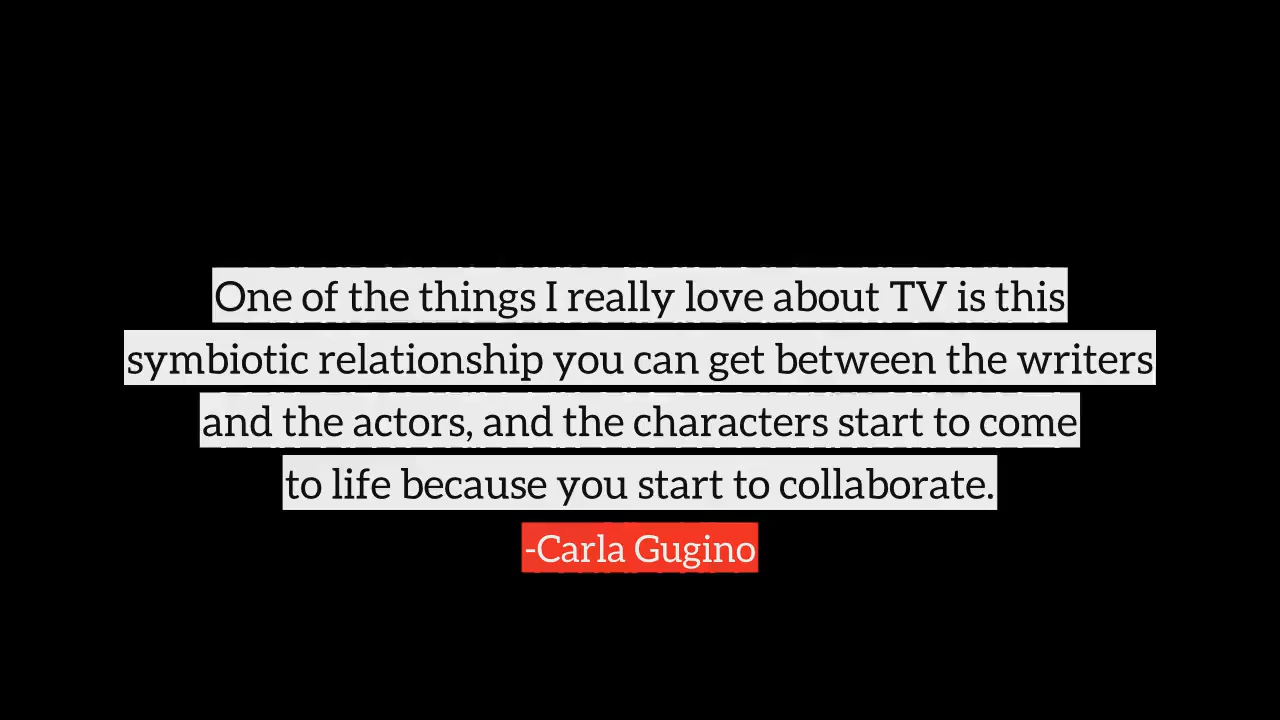 One of the things I really love about TV is this
symbiotic relationship you can get between the writers
and the actors, and the characters start to come
to life because you start to collaborate.
-Carla Gugino